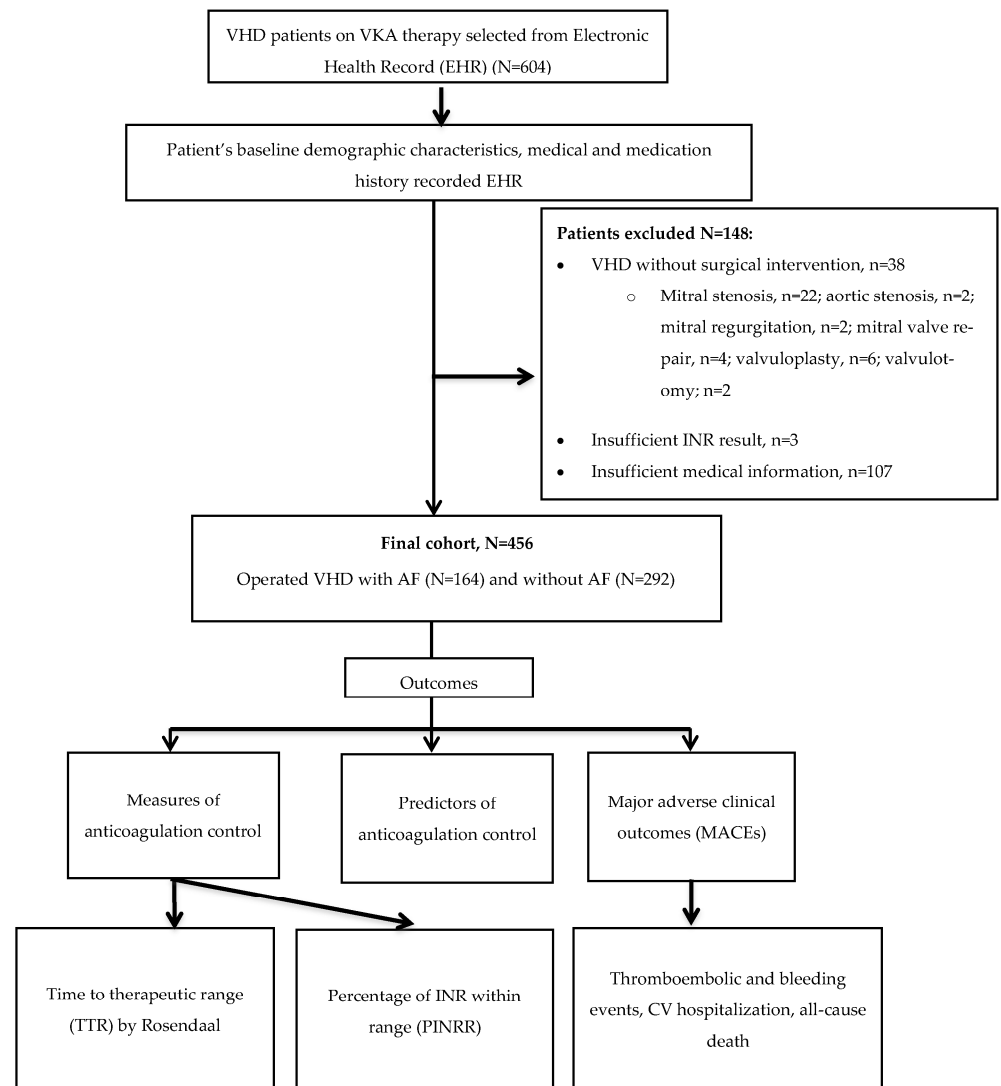 VHD patients on VKA therapy selected from Electronic
Health Record (EHR) (N=604)
Patient's baseline demographic characteristics, medical and medication
history recorded EHR
Patients excluded N=148:
• VHD without surgical intervention, n=38
o Mitral stenosis, n=22; aortic stenosis, n=2;
mitral regurgitation, n=2; mitral valve re-
pair, n=4; valvuloplasty, n=6; valvulot-
omy; n=2
• Insufficient INR result, n=3
• Insufficient medical information, n=107
Final cohort, N=456
Operated VHD with AF (N=164) and without AF (N=292)
Outcomes
Measures of
anticoagulation control
Predictors of
anticoagulation control
Major adverse clinical
outcomes (MACEs)
Time to therapeutic range
(TTR) by Rosendaal
Percentage of INR within
range (PINRR)
Thromboembolic and bleeding
events, CV hospitalization, all-cause
death